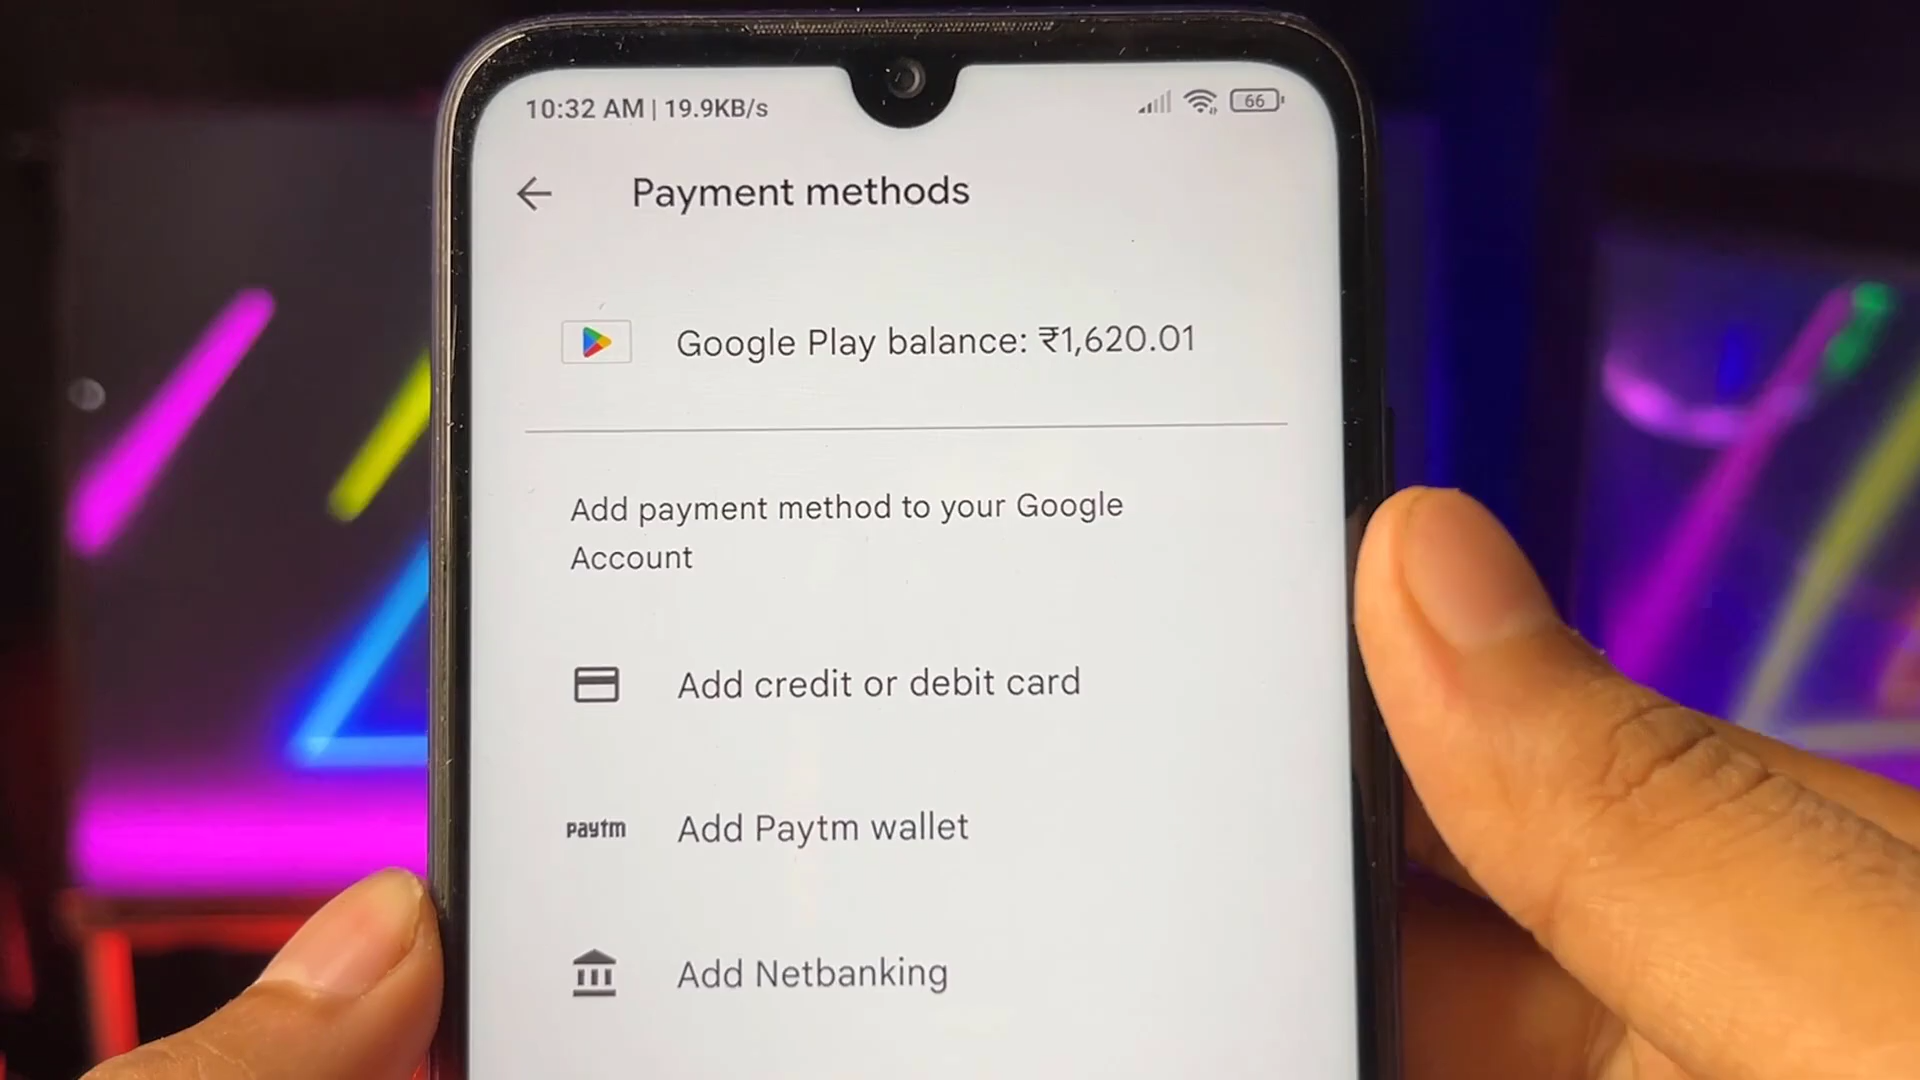 10:32 AM | 19.9KB/s 66
Payment methods
Google Play balance: ₹1,620.01
Add payment method to your Google
Account
Add credit or debit card
paytm Add Paytm wallet
Add Netbanking